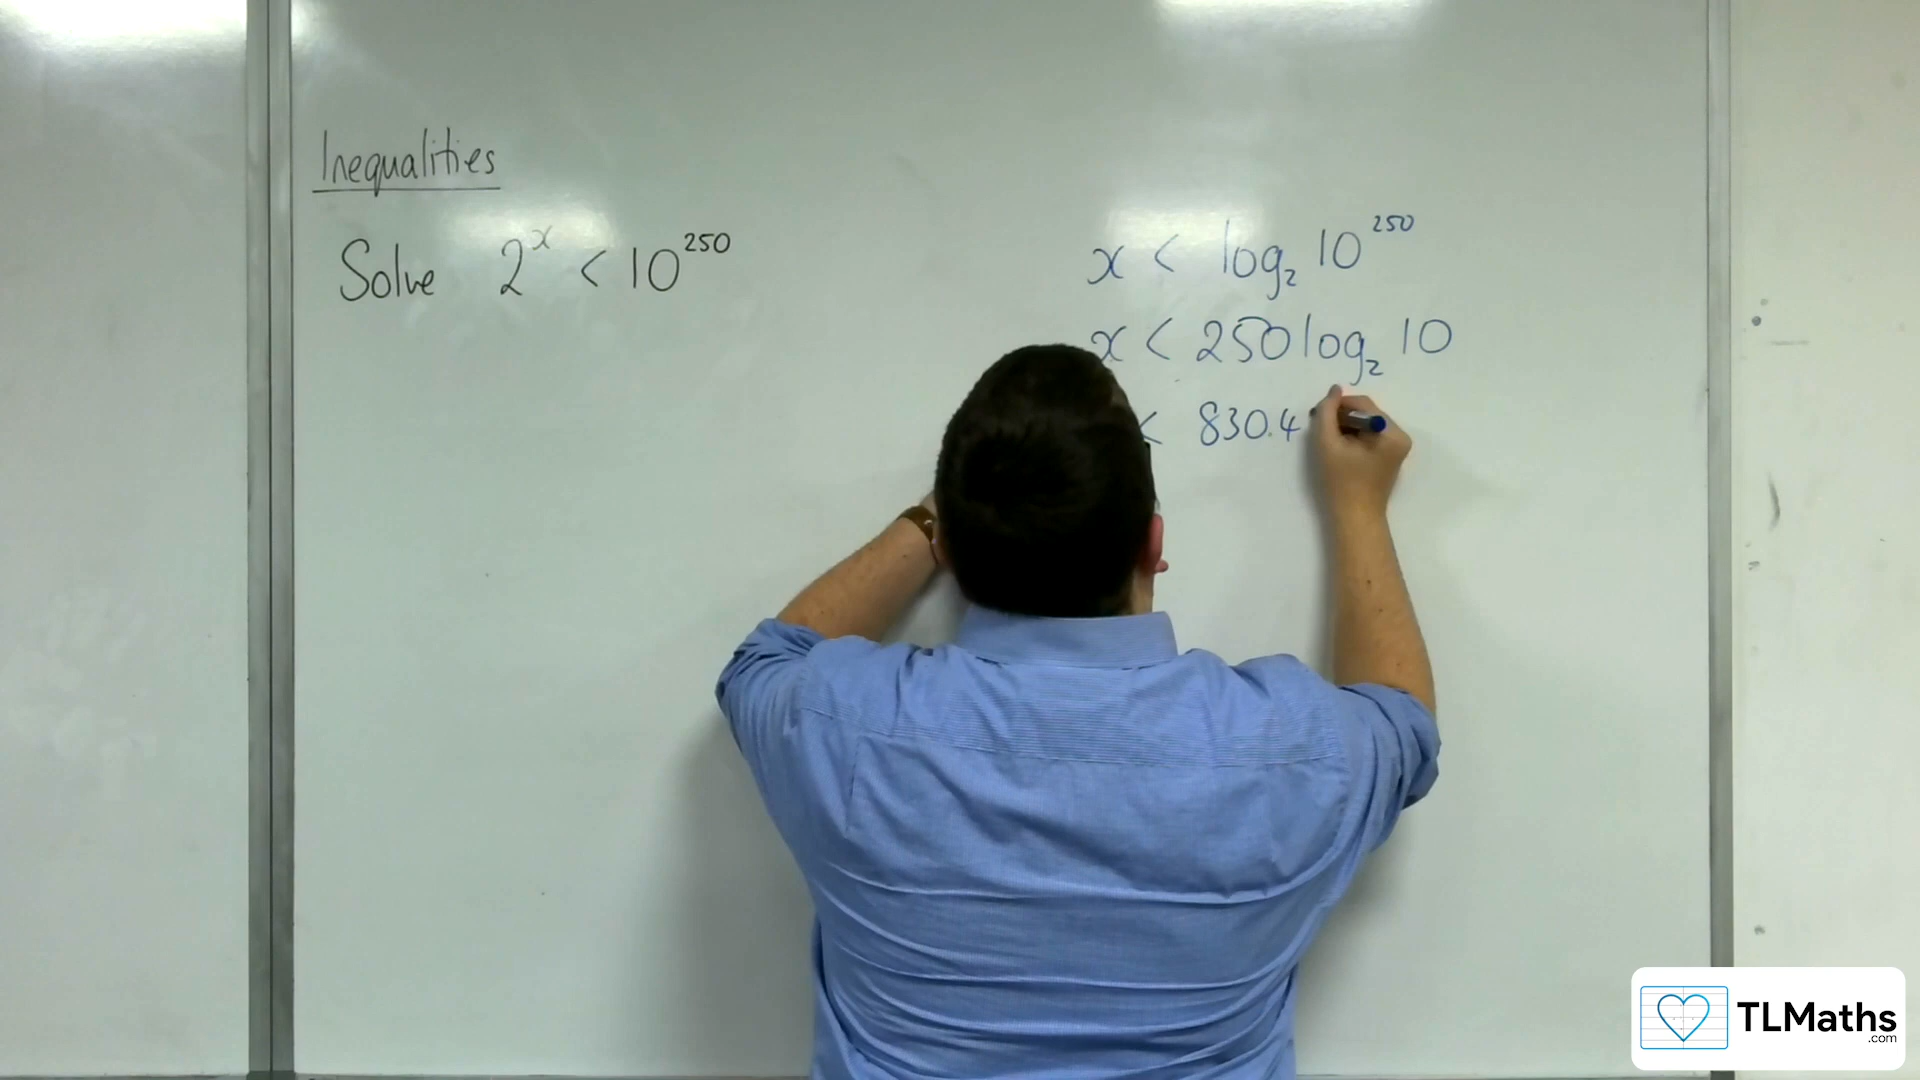 Inequalities
Solve 2^x < 10^250
x < log₂ 10^250
x < 250 log₂ 10
< 830.4
TLMaths
.com